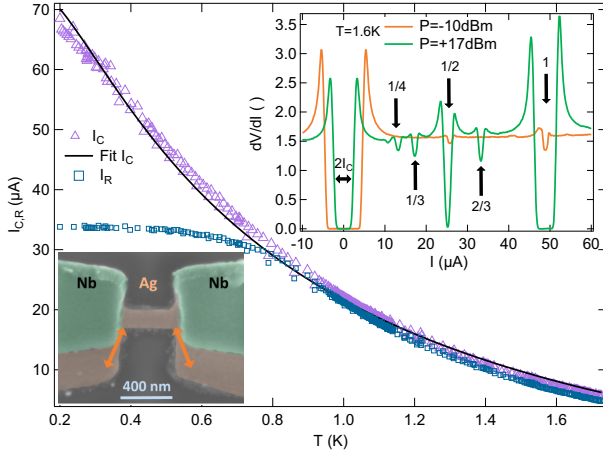 70
60
50
40
30
20
10
I_C,R (µA)
0.2
0.4
0.6
0.8
1.0
1.2
1.4
1.6
T (K)
I_C
Fit I_C
I_R
Nb
Ag
Nb
400 nm
3.5
3.0
2.5
2.0
1.5
1.0
0.5
0.0
dV/dI ( )
T=1.6K
P=-10dBm
P=+17dBm
1/4
1/2
1
1/3
2/3
2I_C
-10
0
10
20
30
40
50
60
I (µA)